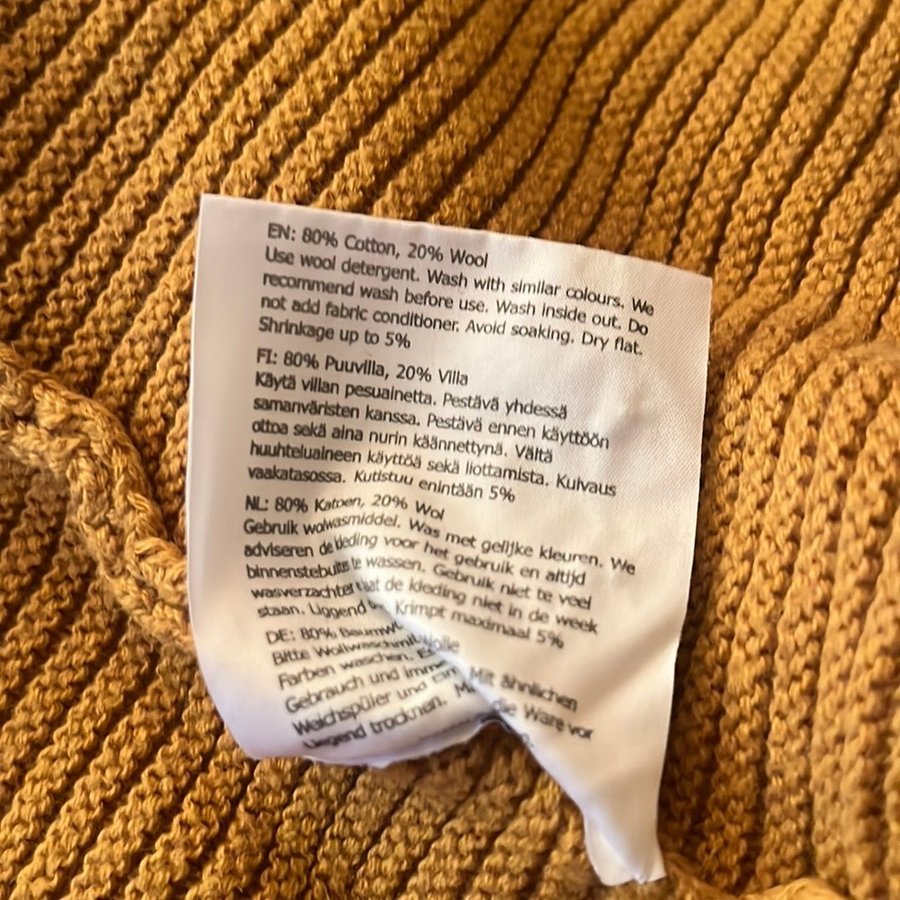 EN: 80% Cotton, 20% Wool
Use wool detergent. Wash with similar colours. We
recommend wash before use. Wash inside out. Do
not add fabric conditioner. Avoid soaking. Dry flat.
Shrinkage up to 5%
FI: 80% Puuvilla, 20% Villa
Käytä villan pesuainetta. Pestävä yhdessä
samanväristen kanssa. Pestävä ennen käyttöön
ottoa sekä aina nurin käännettynä. Vältä
huuhteluaineen käyttöä sekä liottamista. Kuivaus
vaakatasossa. Kutistuu enintään 5%
NL: 80% Katoen, 20% Wol
Gebruik wolwasmiddel. Was met gelijke kleuren. We
adviseren de kleding voor het gebruik en altijd
binnenstebuiten te wassen. Gebruik niet te veel
wasverzachter laat de kleding niet in de week
staan. Liggend Krimpt maximaal 5%
DE: 80% Wolle
Bitte Mit ähnlichen
Farben waschen. Ware vor
Gebrauch und
Weichspüler und
Liegend trocknen.